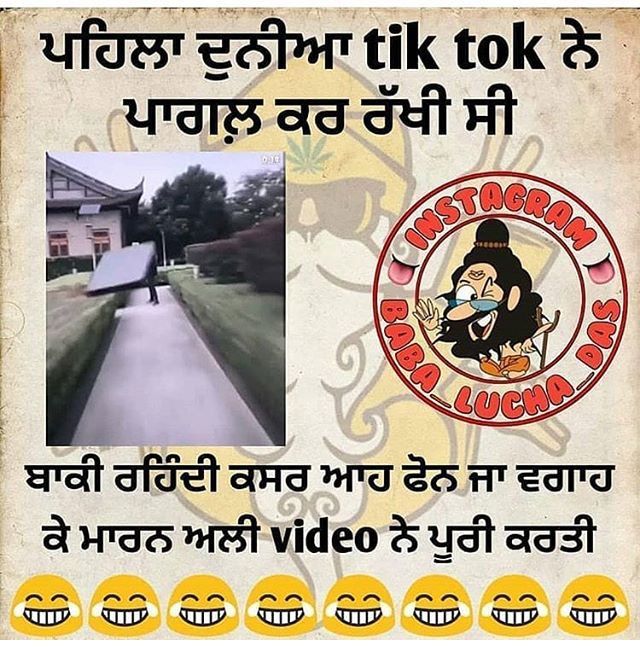 ਪਹਿਲਾ ਦੁਨੀਆ tik tok ਨੇ
ਪਾਗਲ਼ ਕਰ ਰੱਖੀ ਸੀ
INSTAGRAM
BABA_LUCHA_DAS
ਬਾਕੀ ਰਹਿੰਦੀ ਕਸਰ ਆਹ ਫੋਨ ਜਾ ਵਗਾਹ
ਕੇ ਮਾਰਨ ਅਲੀ video ਨੇ ਪੂਰੀ ਕਰਤੀ